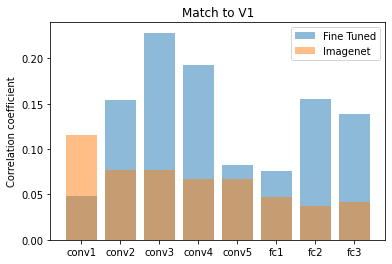 Match to V1
Fine Tuned
Imagenet
Correlation coefficient
0.20
0.15
0.10
0.05
0.00
conv1 conv2 conv3 conv4 conv5 fc1 fc2 fc3